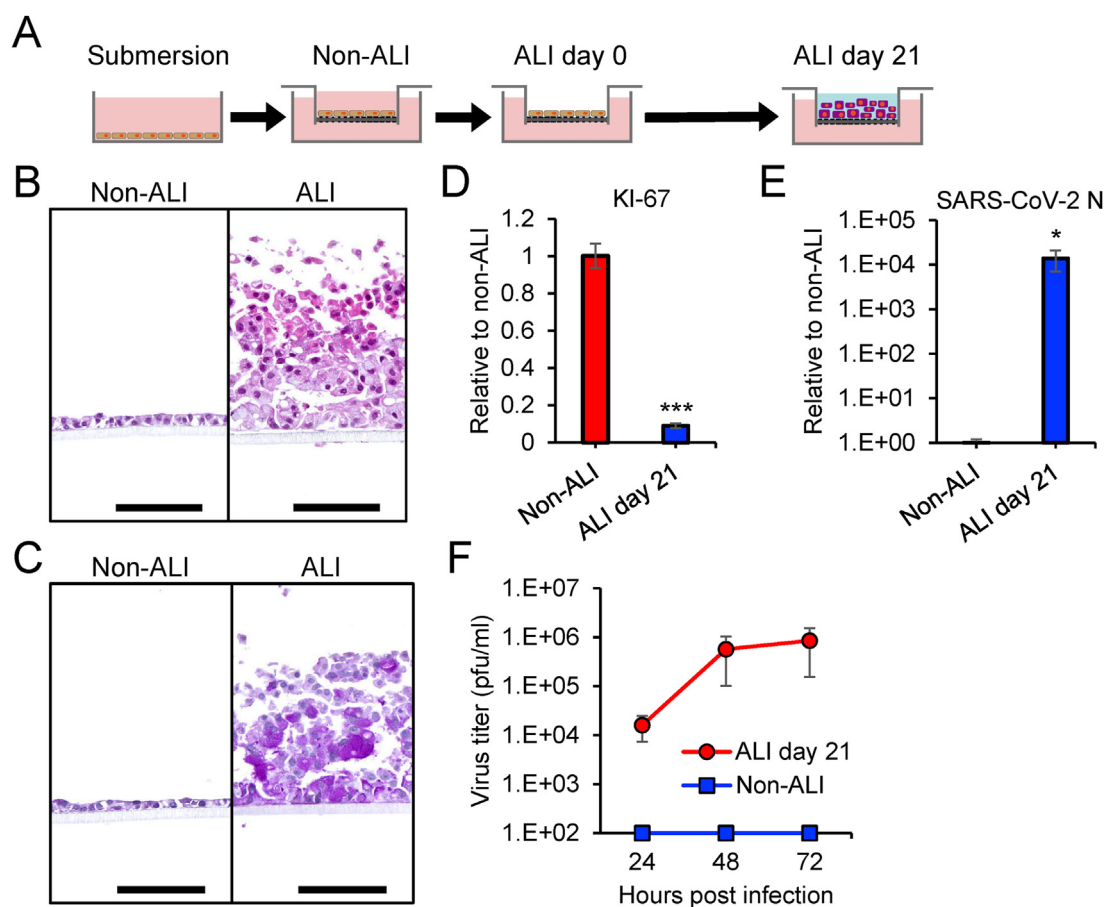 A
Submersion
Non-ALI
ALI day 0
ALI day 21
B
Non-ALI
ALI
C
Non-ALI
ALI
D
KI-67
Relative to non-ALI
1.2
1
0.8
0.6
0.4
0.2
0
***
Non-ALI
ALI day 21
E
SARS-CoV-2 N
Relative to non-ALI
1.E+05
1.E+04
1.E+03
1.E+02
1.E+01
1.E+00
*
Non-ALI
ALI day 21
F
Virus titer (pfu/ml)
1.E+07
1.E+06
1.E+05
1.E+04
1.E+03
1.E+02
ALI day 21
Non-ALI
24 48 72
Hours post infection